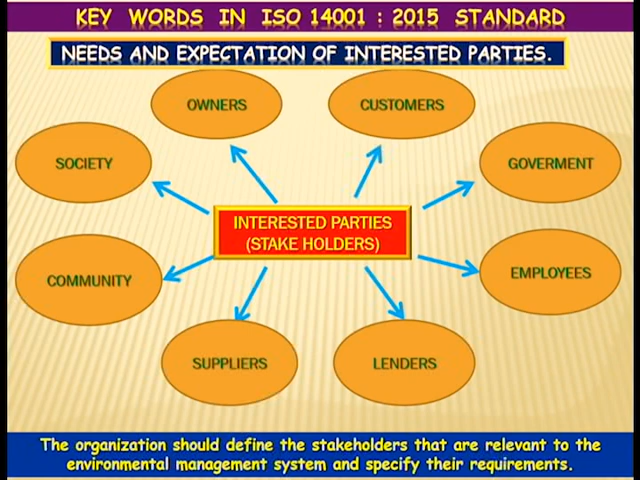 KEY WORDS IN ISO 14001 : 2015 STANDARD
NEEDS AND EXPECTATION OF INTERESTED PARTIES.
OWNERS
CUSTOMERS
SOCIETY
GOVERMENT
INTERESTED PARTIES
(STAKE HOLDERS)
COMMUNITY
EMPLOYEES
SUPPLIERS
LENDERS
The organization should define the stakeholders that are relevant to the
environmental management system and specify their requirements.